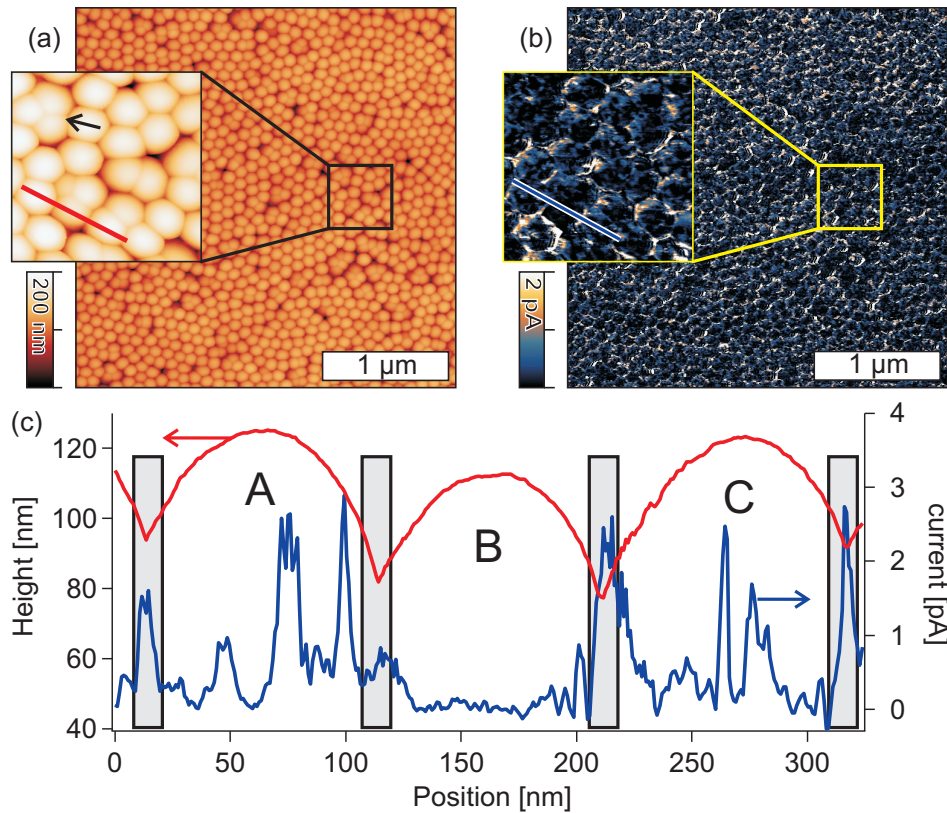 (a)
200 nm
1 µm
(b)
2 pA
1 µm
(c)
Height [nm]
120
100
80
60
40
A
B
C
4
3
2
1
0
current [pA]
0
50
100
150
200
250
300
Position [nm]